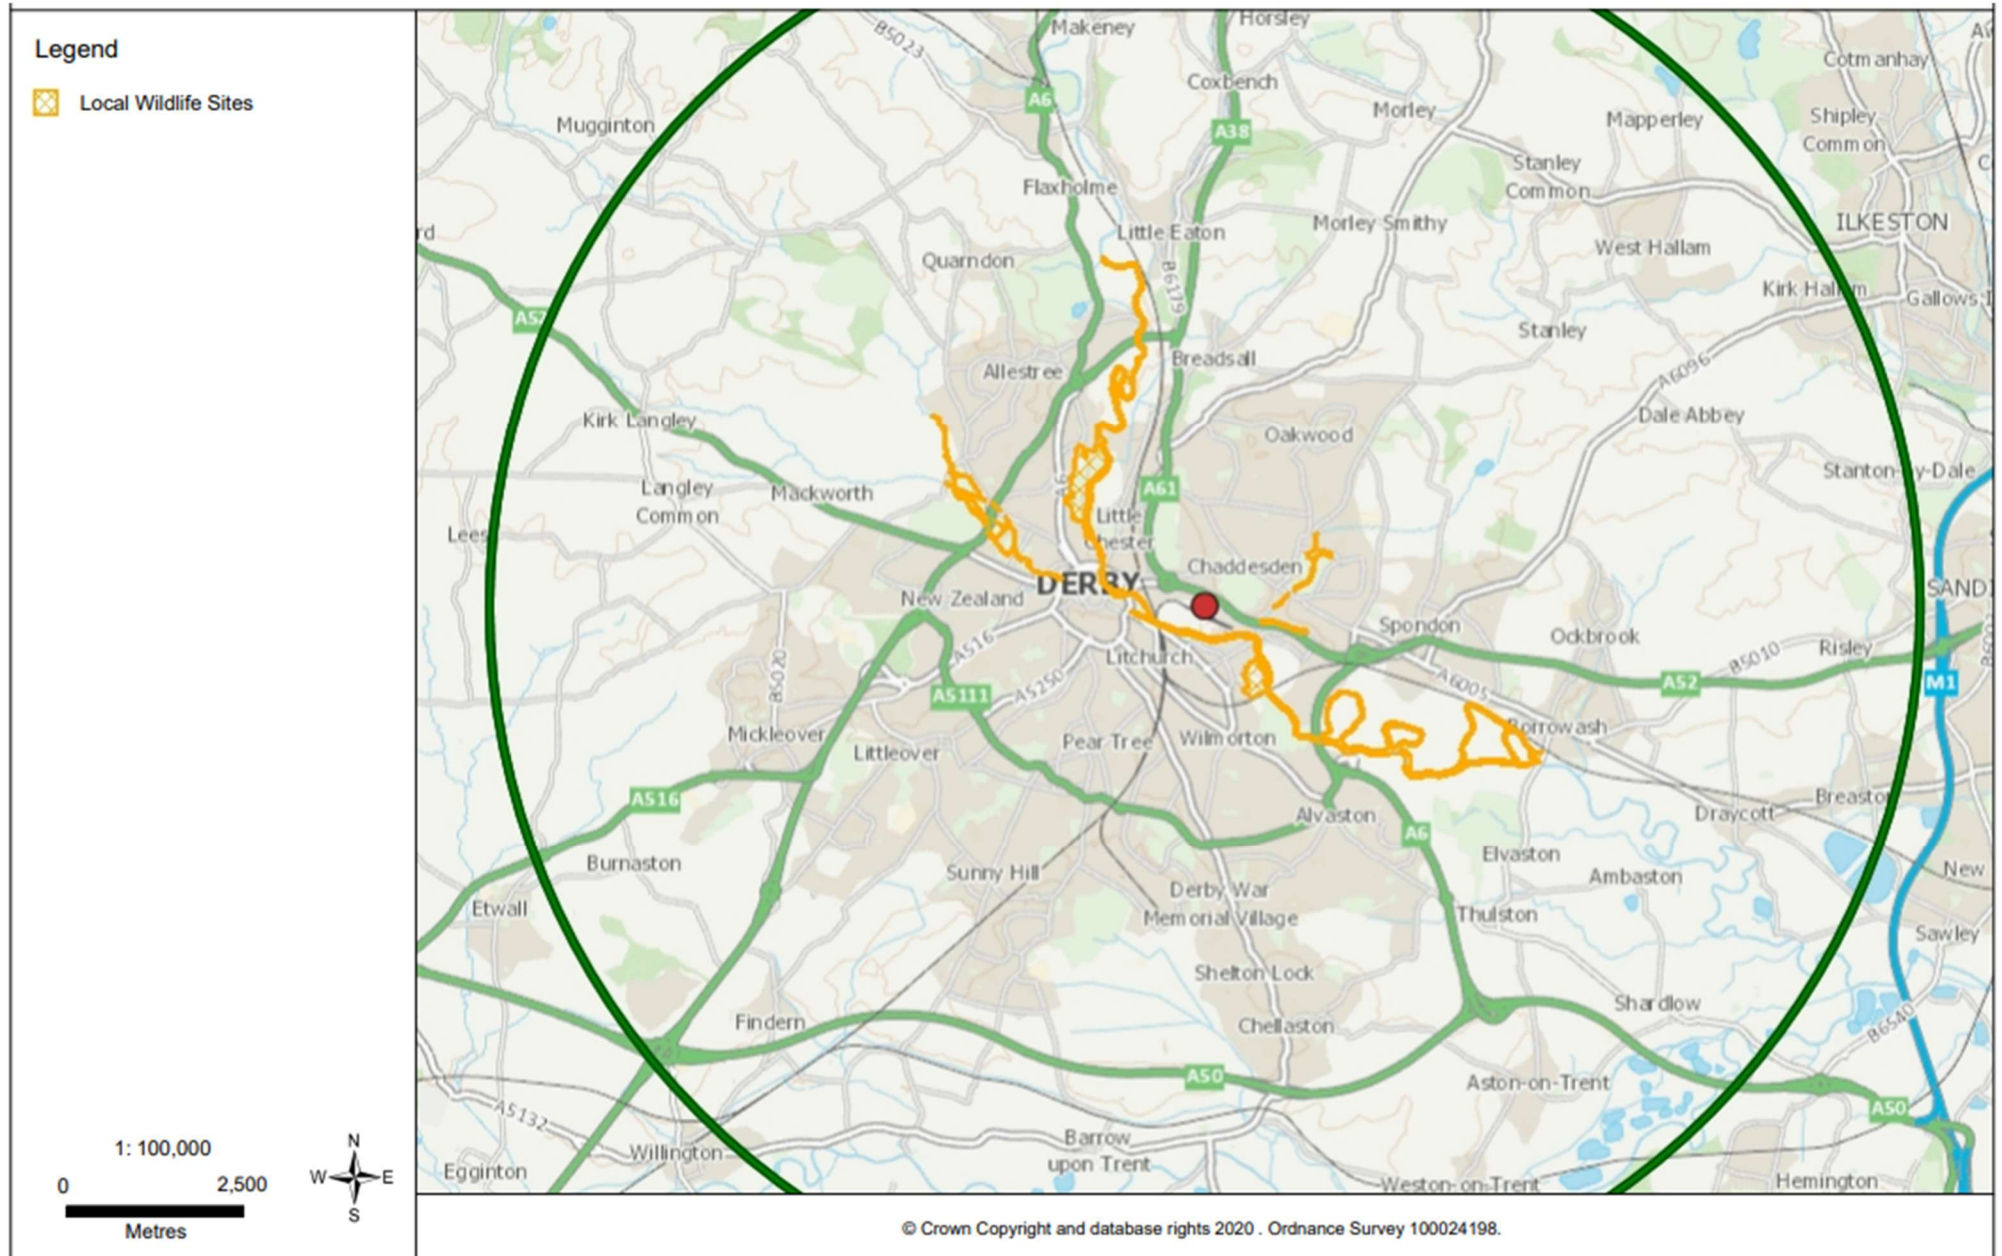 Legend
Local Wildlife Sites
1: 100,000
0
2,500
Metres
N
W
E
S
Makeney
Horsley
B5023
Coxbench
Cotmanhay
A6
Morley
Mugginton
A38
Mapperley
Shipley
Common
Stanley
Common
Flaxholme
Little Eaton
Morley Smithy
ILKESTON
rd
West Hallam
Quarndon
B6179
Kirk Hallam
Gallows I
A52
Stanley
Breadsall
Allestree
A6096
Kirk Langley
Dale Abbey
Oakwood
Stanton-by-Dale
Langley
Common
Mackworth
A6
A61
Little
Chester
Lees
Chaddesden
DERBY
New Zealand
SANDI
Spondon
Ockbrook
A516
Litchurch
Risley
B5010
B5020
A5111
A5250
A6005
A52
M1
Mickleover
Littleover
Pear Tree
Wilmorton
Borrowash
A516
Breaston
Alvaston
Draycott
A6
Burnaston
Elvaston
Sunny Hill
Ambaston
New
Derby War
Memorial Village
Etwall
Thulston
Sawley
Shelton Lock
Shardlow
Findern
Chellaston
B6540
A50
Aston-on-Trent
A5132
A50
Willington
Barrow
upon Trent
Egginton
Weston-on-Trent
Hemington
© Crown Copyright and database rights 2020 . Ordnance Survey 100024198.